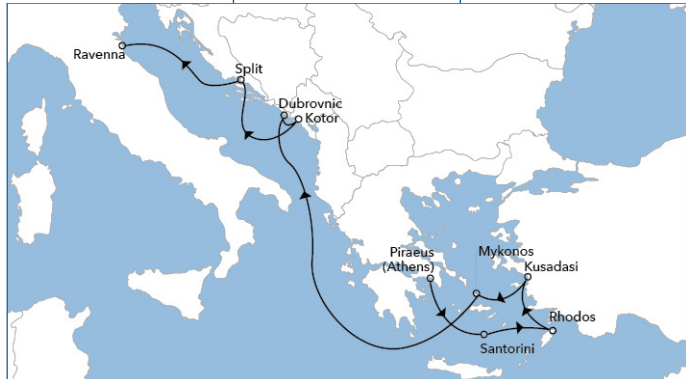 Ravenna
Split
Dubrovnic
Kotor
Piraeus
(Athens)
Mykonos
Kusadasi
Rhodos
Santorini